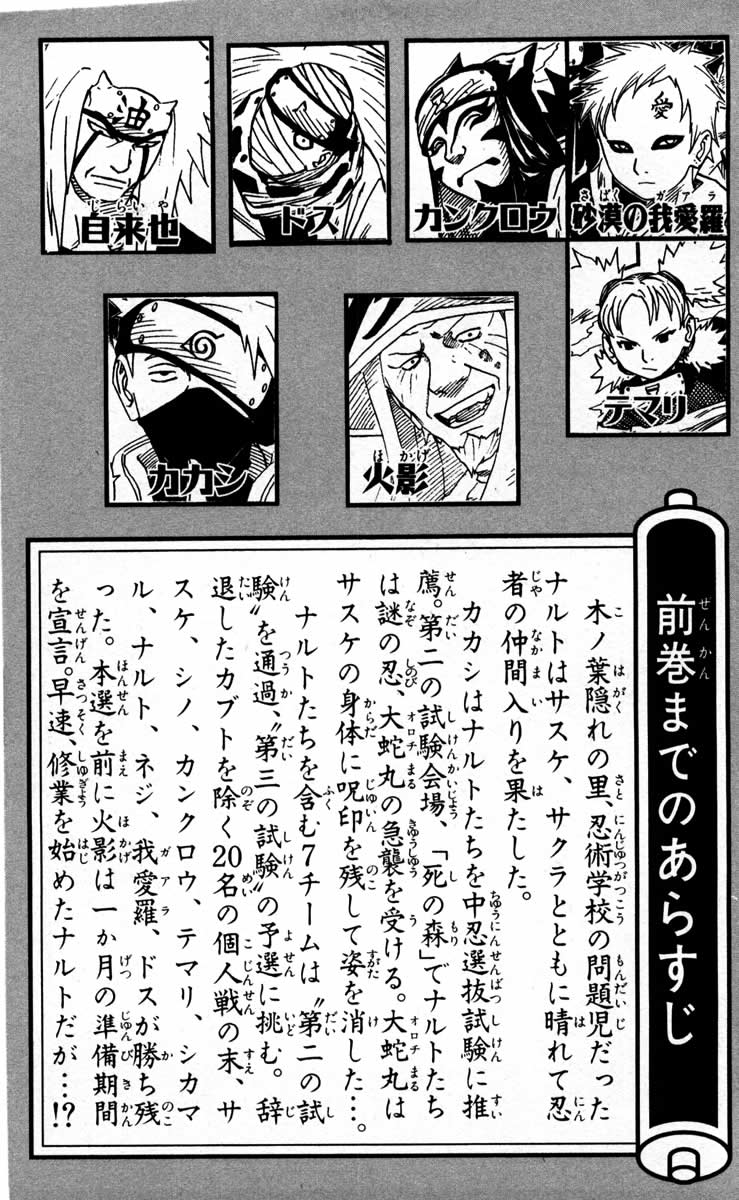 砂漠の我愛羅
カンクロウ
ドス
自来也
テマリ
火影
カカシ
前巻までのあらすじ
木ノ葉隠れの里、忍術学校の問題児だった
ナルトはサスケ、サクラとともに晴れて忍
者の仲間入りを果たした。
カカシはナルトたちを中忍選抜試験に推
薦。第二の試験会場、「死の森」でナルトたち
は謎の忍、大蛇丸の急襲を受ける。大蛇丸は
サスケの身体に呪印を残して姿を消した…。
ナルトたちを含む7チームは〝第二の試
験〟を通過、〝第三の試験〟の予選に挑む。辞
退したカブトを除く20名の個人戦の末、サ
スケ、シノ、カンクロウ、テマリ、シカマ
ル、ナルト、ネジ、我愛羅、ドスが勝ち残
った。本選を前に火影は一か月の準備期間
を宣言。早速、修業を始めたナルトだが…!?